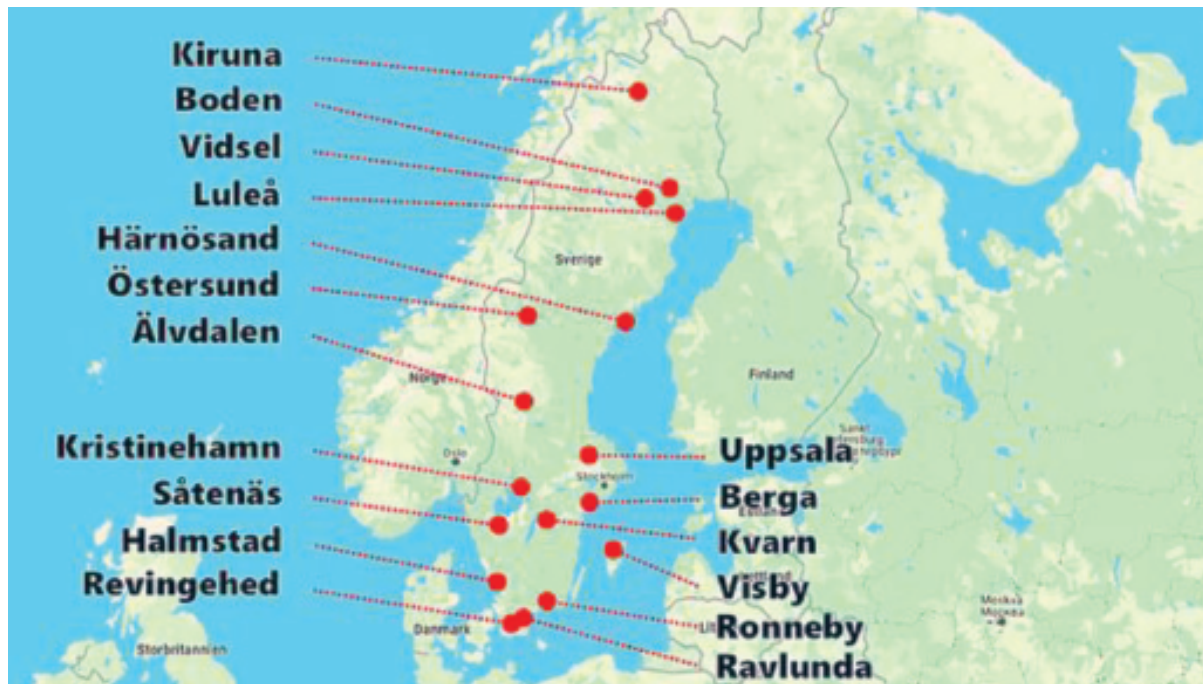 Kiruna
Boden
Vidsel
Luleå
Härnösand
Östersund
Älvdalen
Kristinehamn
Såtenäs
Halmstad
Revingehed
Uppsala
Berga
Kvarn
Visby
Ronneby
Ravlunda
Sverige
Norge
Finland
Oslo
Stockholm
Danmark
Storbritannien
Москва